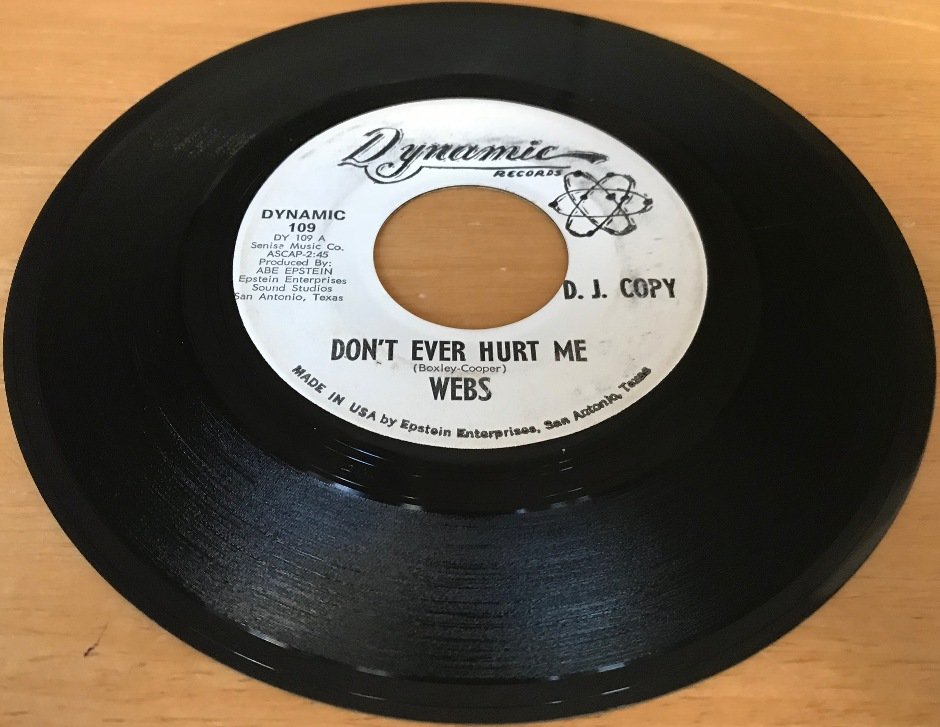 Dynamic
RECORDS
DYNAMIC
109
DY 109 A
Senisa Music Co.
ASCAP-2:45
Produced By:
ABE EPSTEIN
Epstein Enterprises
Sound Studios
San Antonio, Texas
D. J. COPY
DON'T EVER HURT ME
(Boxley-Cooper)
WEBS
MADE IN USA by Epstein Enterprises, San Antonio, Texas